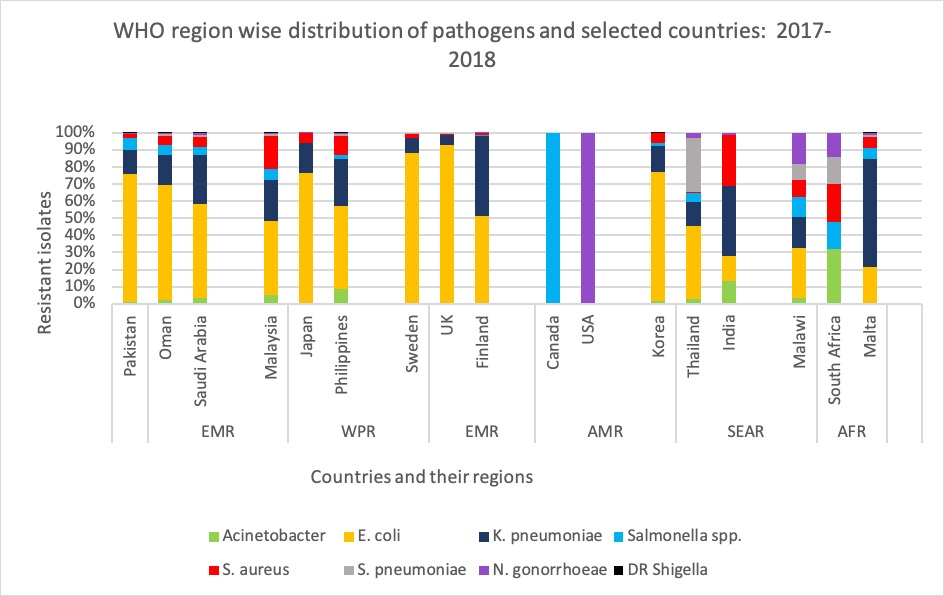 WHO region wise distribution of pathogens and selected countries:  2017-
2018
Resistant isolates
100%
90%
80%
70%
60%
50%
40%
30%
20%
10%
0%
Pakistan
Oman
Saudi Arabia
Malaysia
Japan
Philippines
Sweden
UK
Finland
Canada
USA
Korea
Thailand
India
Malawi
South Africa
Malta
EMR
WPR
EMR
AMR
SEAR
AFR
Countries and their regions
Acinetobacter E. coli K. pneumoniae Salmonella spp.
S. aureus S. pneumoniae N. gonorrhoeae DR Shigella